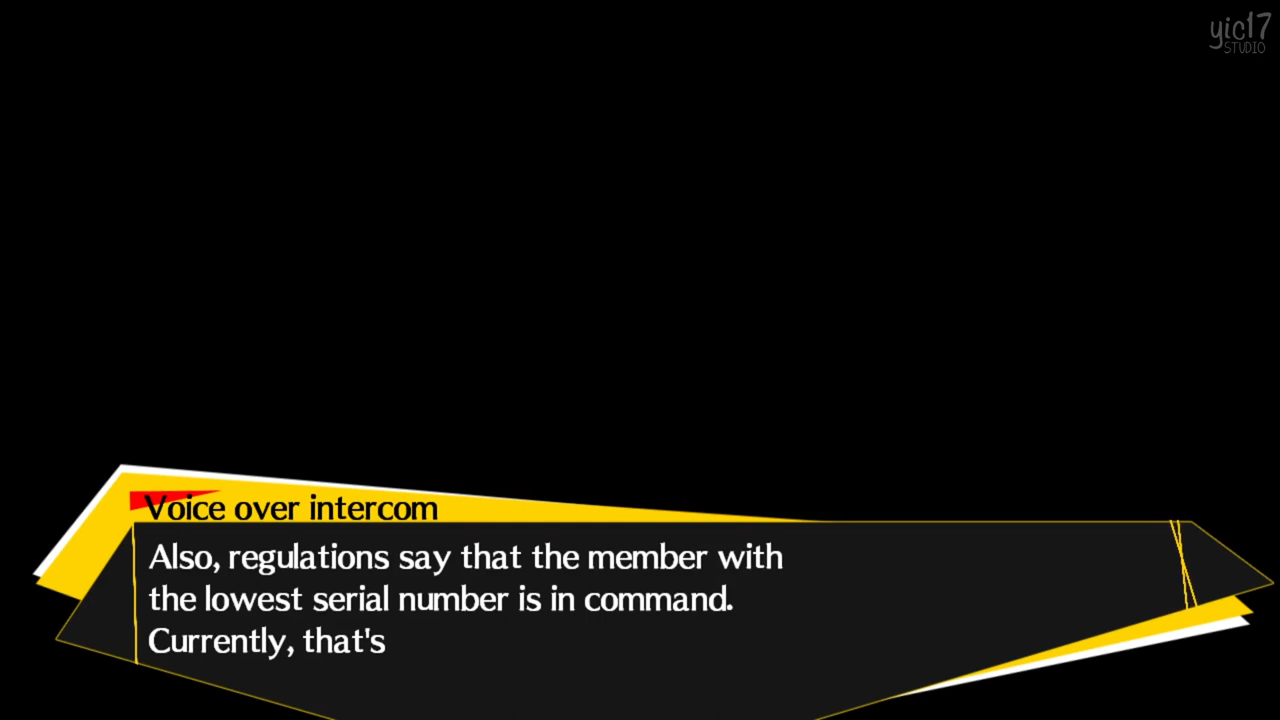 yic17
STUDIO
Voice over intercom
Also, regulations say that the member with
the lowest serial number is in command.
Currently, that's